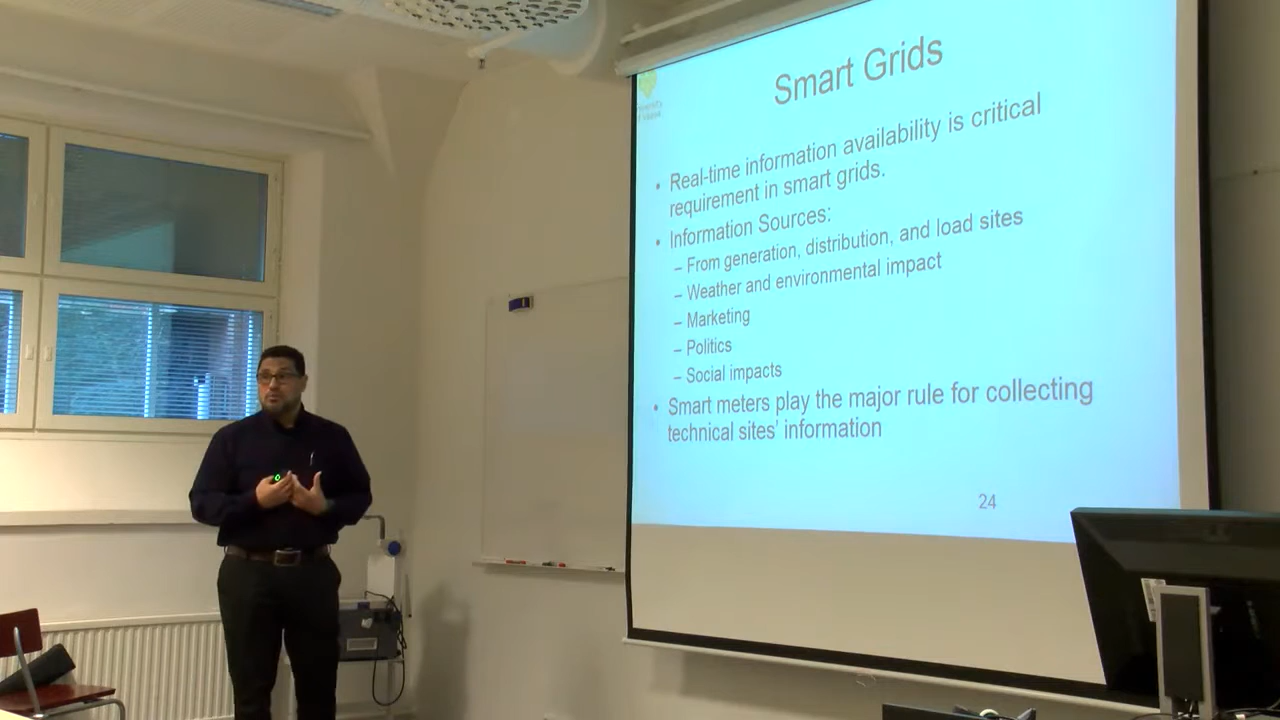 Smart Grids
• Real-time information availability is critical
requirement in smart grids.
• Information Sources:
– From generation, distribution, and load sites
– Weather and environmental impact
– Marketing
– Politics
– Social impacts
• Smart meters play the major rule for collecting
technical sites' information
24